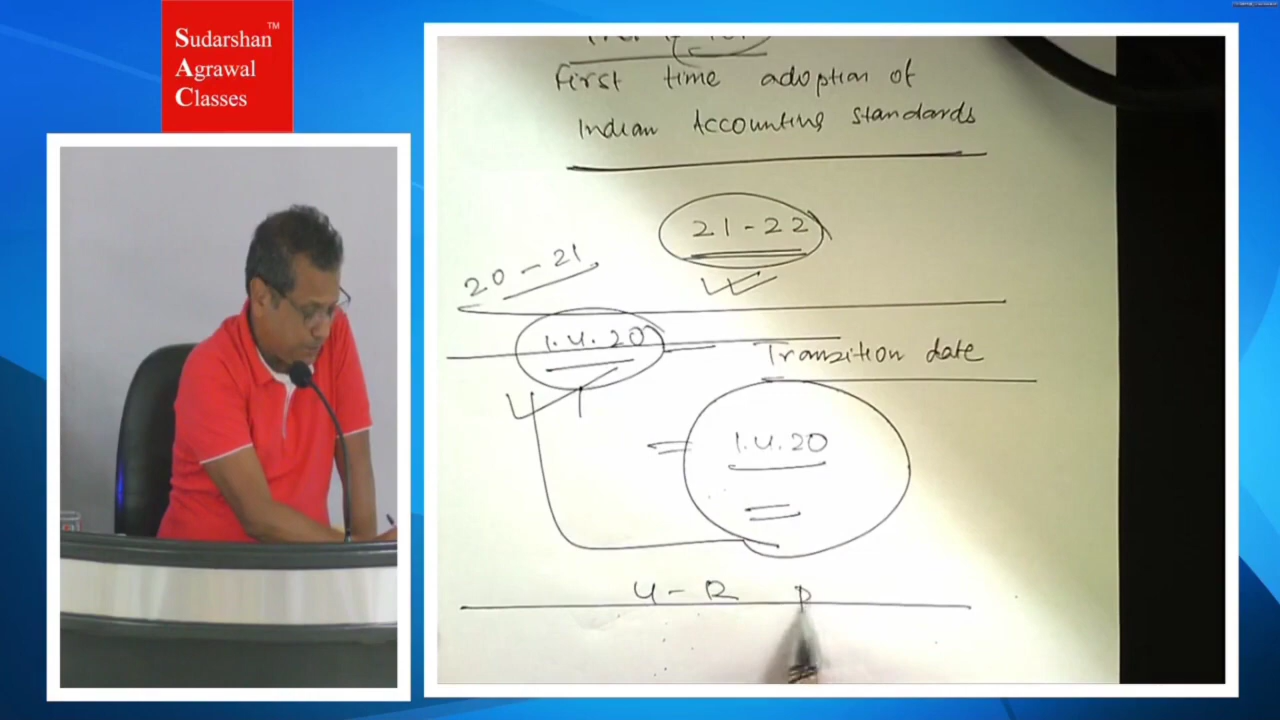 Sudarshan™
Agrawal
Classes
First time adoption of
Indian Accounting Standards
21-22
20-21
1.4.20
Transition date
1.4.20
4-R P